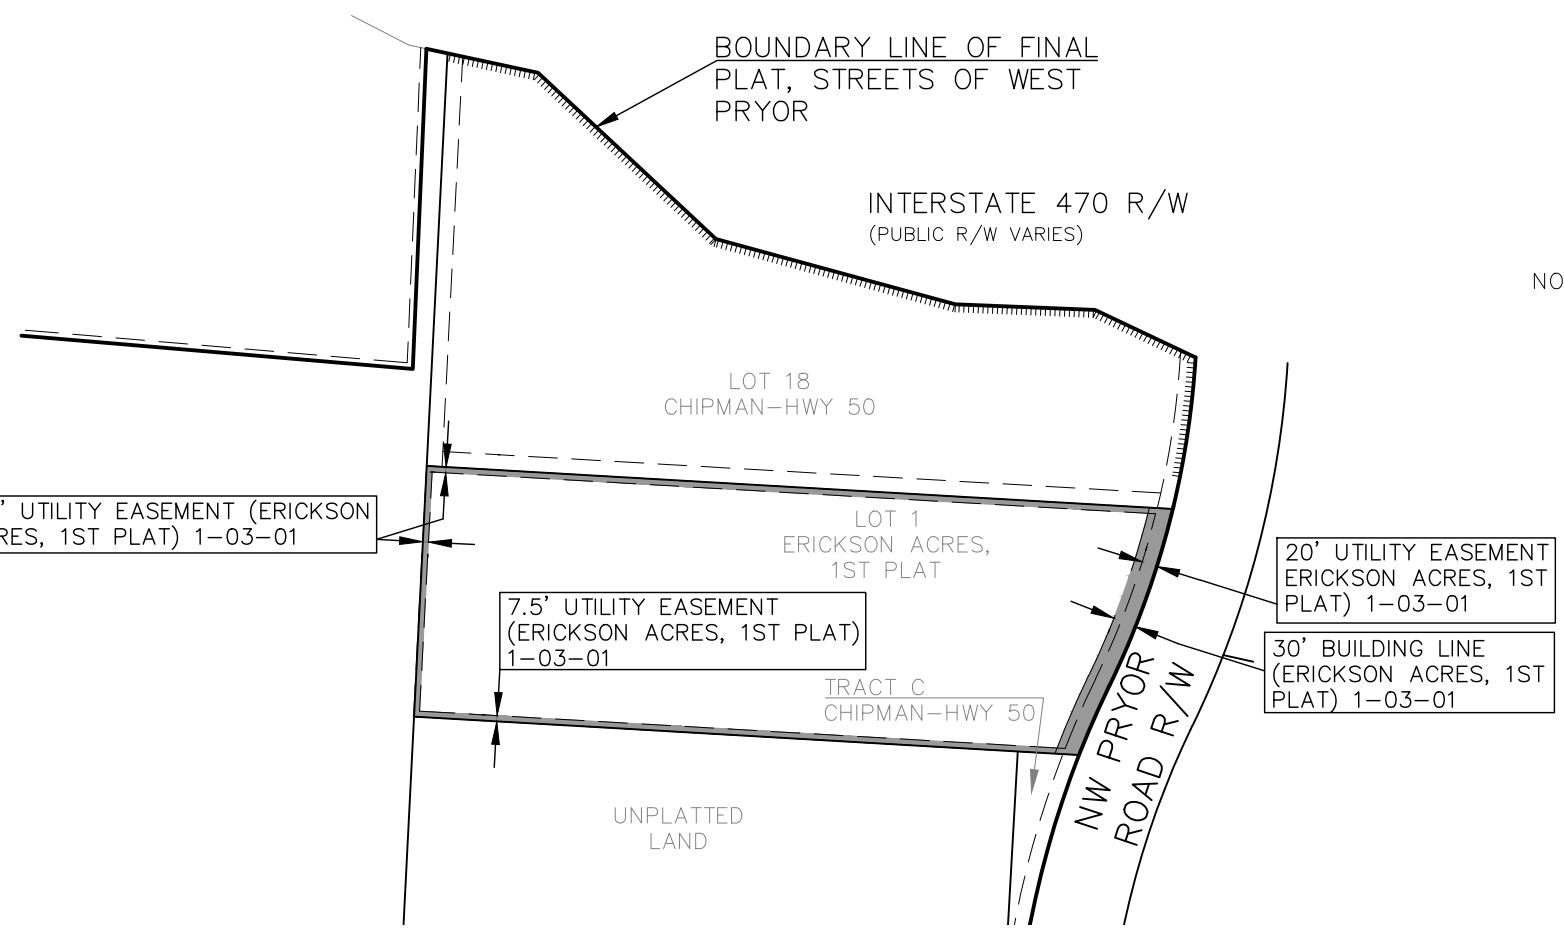 BOUNDARY LINE OF FINAL
PLAT, STREETS OF WEST
PRYOR
INTERSTATE 470 R/W
(PUBLIC R/W VARIES)
NO
LOT 18
CHIPMAN-HWY 50
' UTILITY EASEMENT (ERICKSON
RES, 1ST PLAT) 1-03-01
LOT 1
ERICKSON ACRES,
1ST PLAT
20' UTILITY EASEMENT
ERICKSON ACRES, 1ST
PLAT) 1-03-01
7.5' UTILITY EASEMENT
(ERICKSON ACRES, 1ST PLAT)
1-03-01
30' BUILDING LINE
(ERICKSON ACRES, 1ST
PLAT) 1-03-01
TRACT C
CHIPMAN-HWY 50
NW PRYOR
ROAD R/W
UNPLATTED
LAND